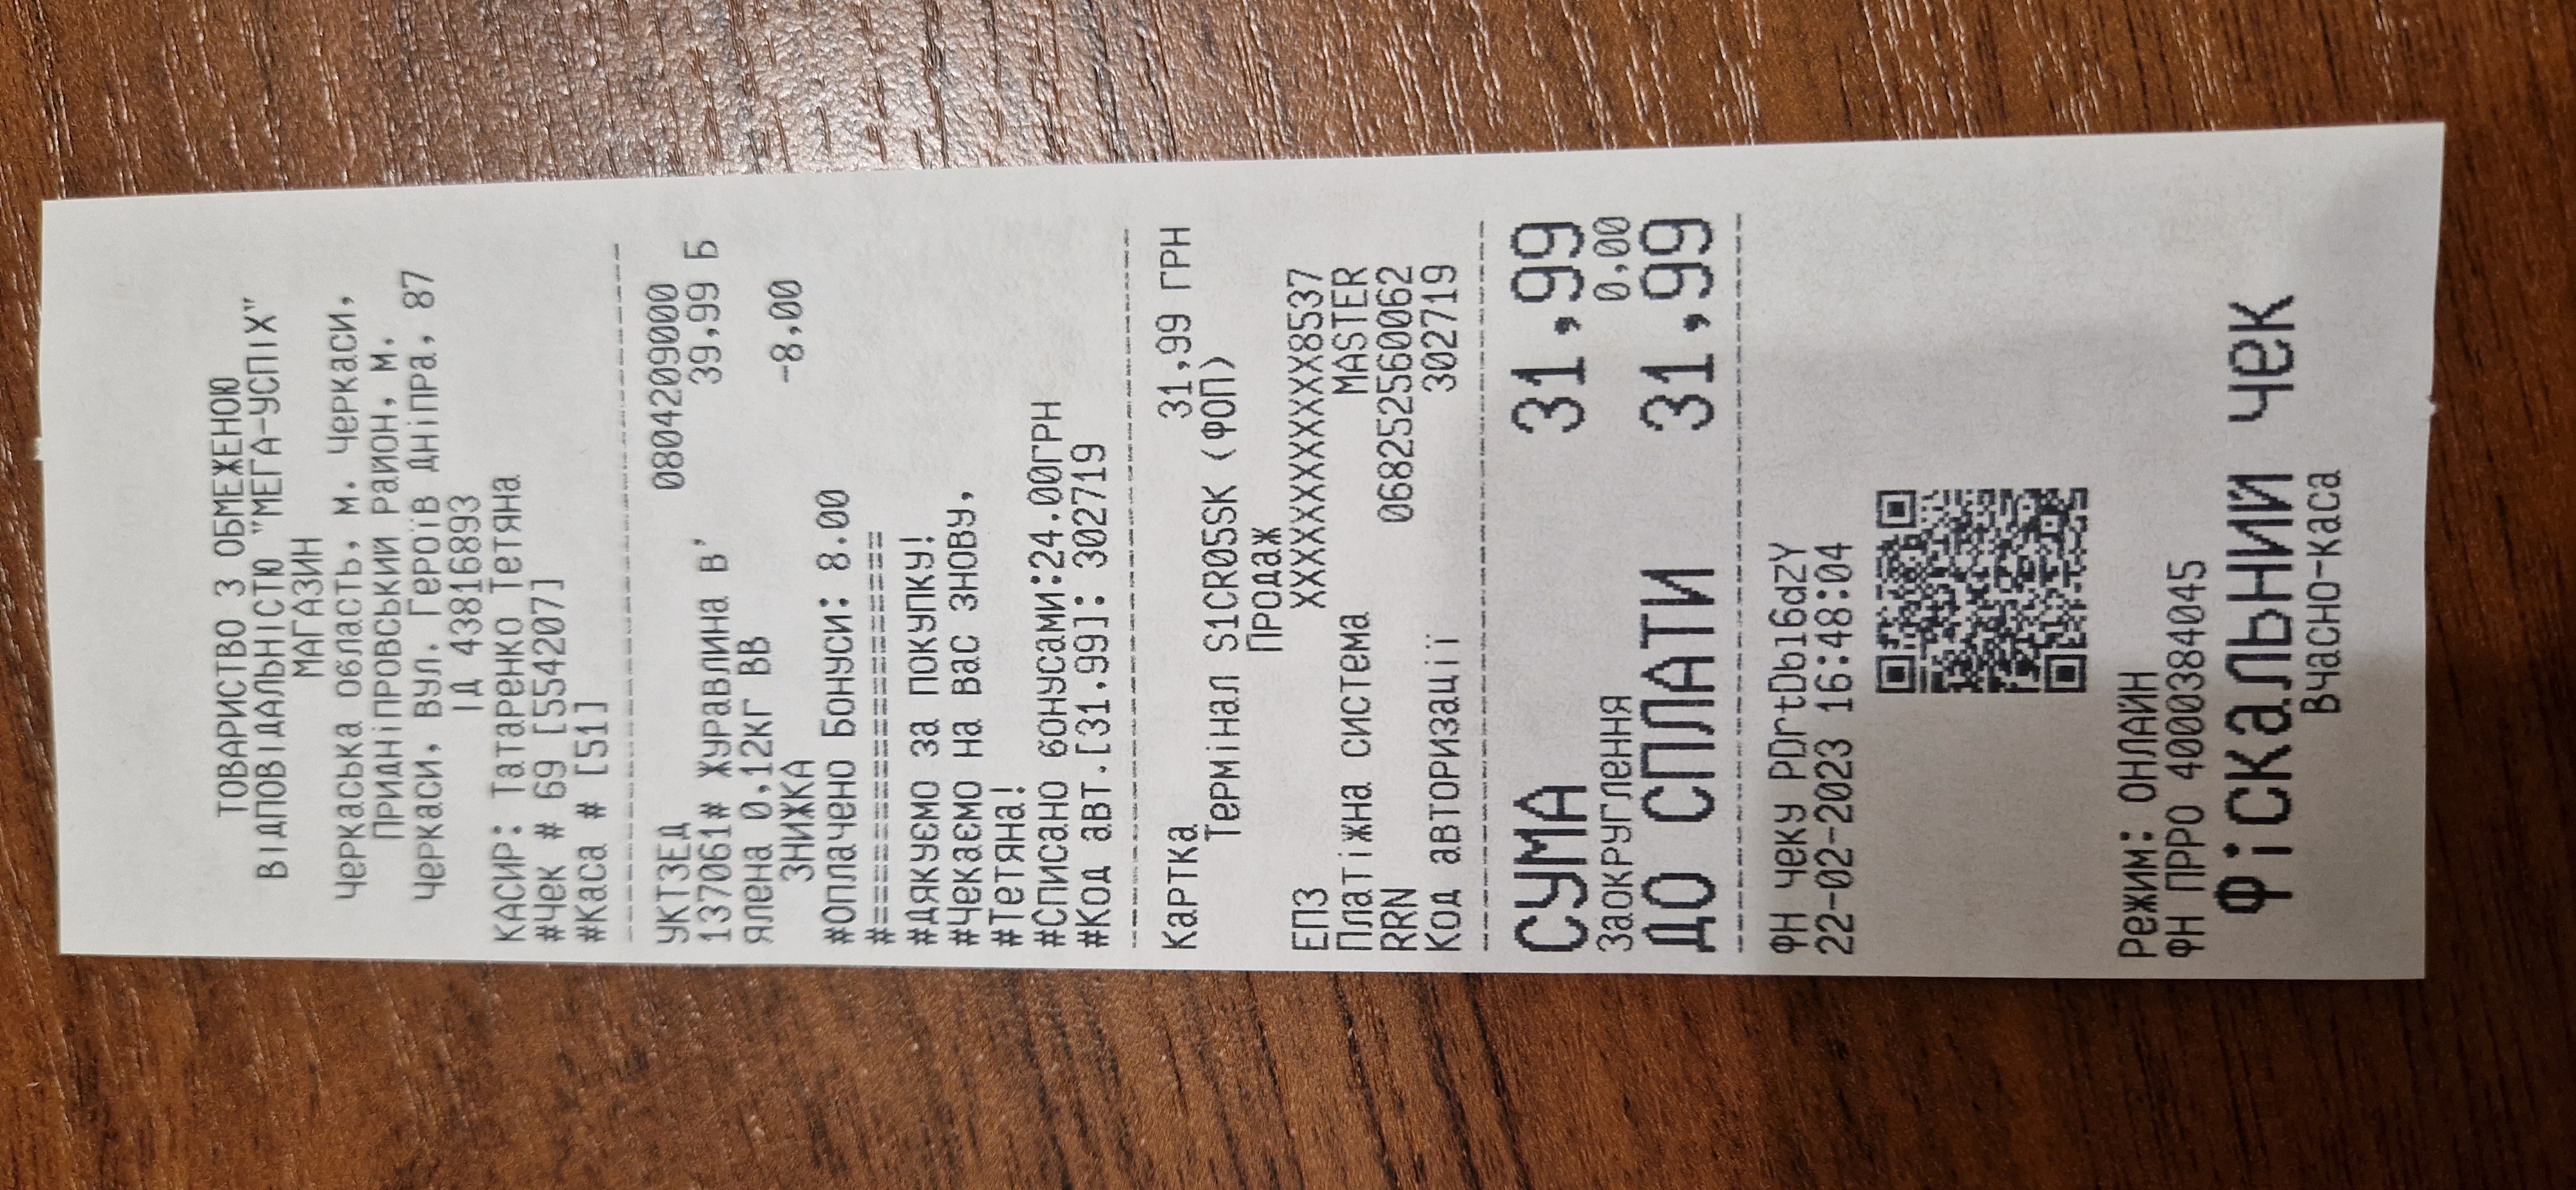 ТОВАРИСТВО З ОБМЕЖЕНОЮ
ВІДПОВІДАЛЬНІСТЮ "МЕГА-УСПІХ"
МАГАЗИН
Черкаська область, м. Черкаси,
ПРИДНІПРОВСЬКИЙ РАЙОН, м.
Черкаси, вул. Героїв Дніпра, 87
ІД 43816893
КАСИР: Татаренко Тетяна
#Чек # 69 [554207]
#Каса # [51]
УКТЗЕД 0804209000
137061# ЖУРАВЛИНА В' 39,99 Б
ЯЛЕНА 0,12КГ ВВ
ЗНИЖКА -8,00
#Оплачено Бонуси: 8.00
#====================
#ДЯКУЄМО ЗА ПОКУПКУ!
#Чекаємо на Вас знову,
#Тетяна!
#Списано бонусами:24.00ГРН
#Код авт.[31.99]: 302719
Картка 31,99 ГРН
Термінал S1CR05SK (ФОП)
Продаж
ЕПЗ XXXXXXXXXXXX8537
Платіжна система MASTER
RRN 068252560062
Код авторизації 302719
СУМА 31,99
Заокруглення 0,00
ДО СПЛАТИ 31,99
ФН чеку PDrtDbl6dzY
22-02-2023 16:48:04
Режим: ОНЛАЙН
ФН ПРРО 4000384045
Фіскальний чек
Вчасно-каса